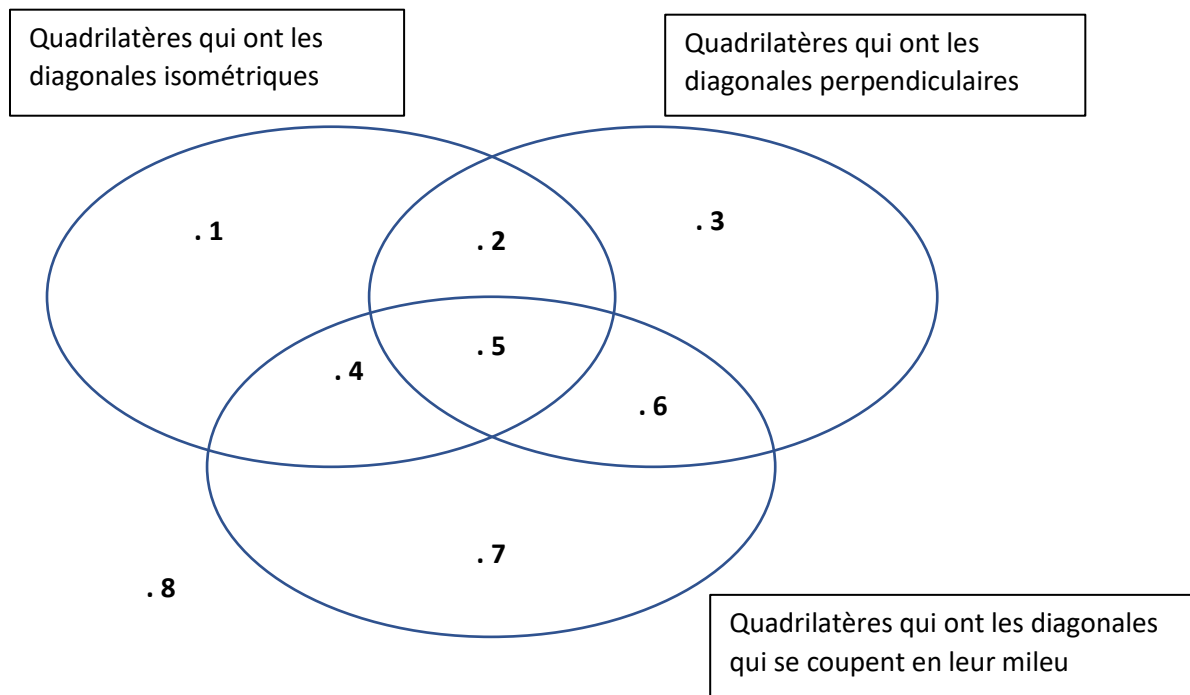 Quadrilatères qui ont les
diagonales isométriques
Quadrilatères qui ont les
diagonales perpendiculaires
. 1
. 2
. 3
. 4
. 5
. 6
. 7
. 8
Quadrilatères qui ont les diagonales
qui se coupent en leur mileu